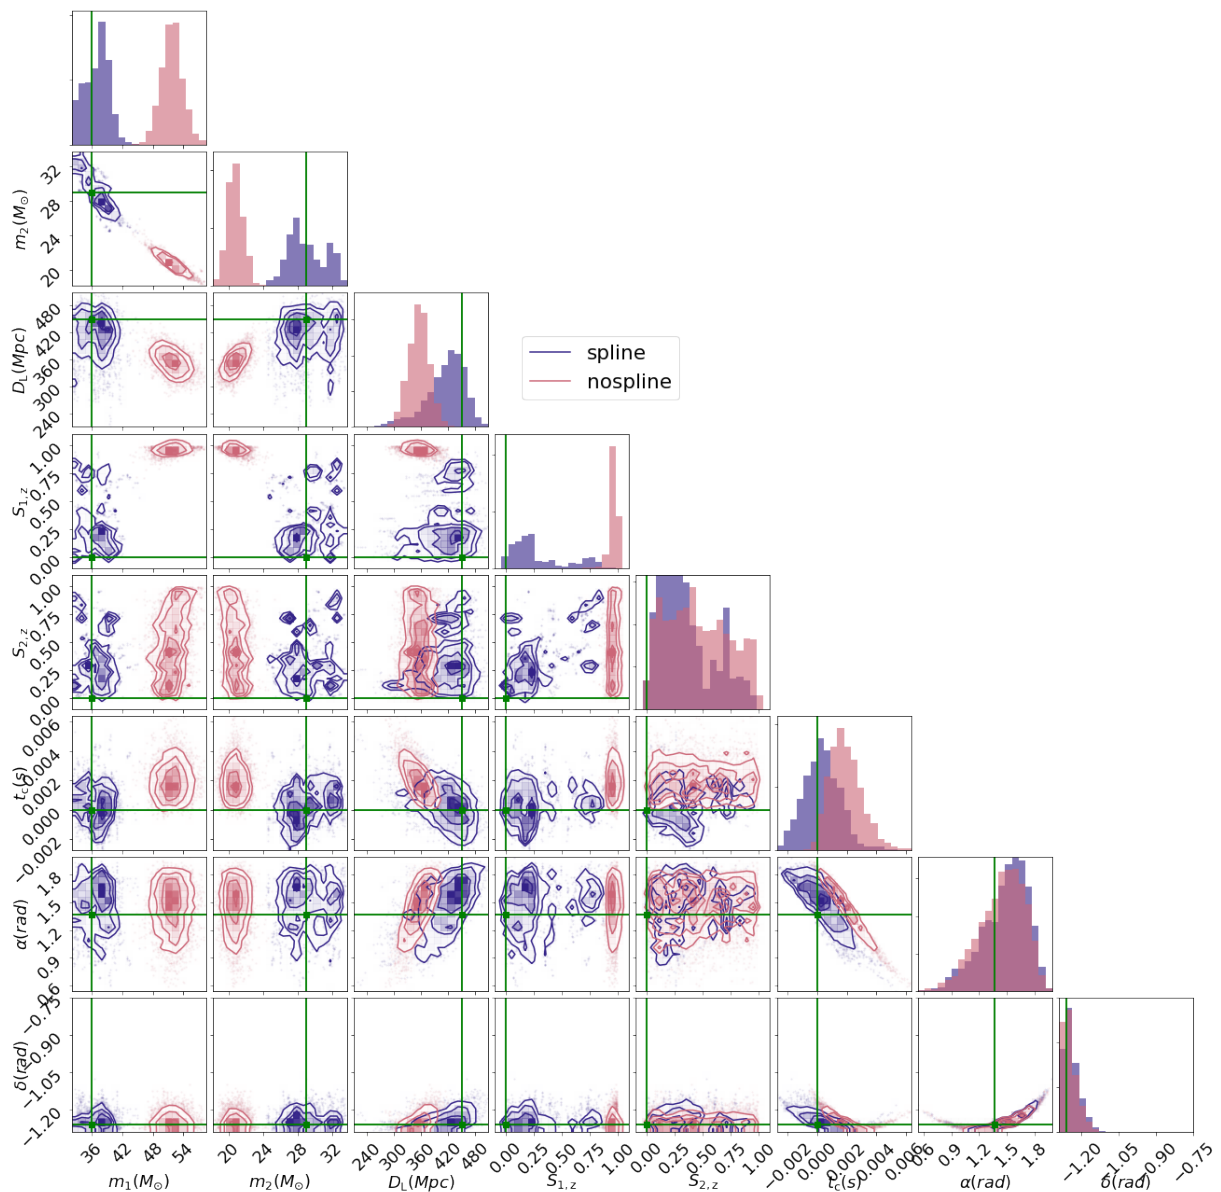 32
28
24
20
m₂(M⊙)
480
420
360
300
240
D_L(Mpc)
spline
nospline
1.00
0.75
0.50
0.25
0.00
S₁,z
1.00
0.75
0.50
0.25
0.00
S₂,z
0.006
0.004
0.002
0.000
−0.002
t_c(s)
1.8
1.5
1.2
0.9
0.6
α(rad)
−0.75
−0.90
−1.05
−1.20
δ(rad)
36 42 48 54
20 24 28 32
240 300 360 420 480
0.00 0.25 0.50 0.75 1.00
0.00 0.25 0.50 0.75 1.00
−0.002 0.000 0.002 0.004 0.006
0.6 0.9 1.2 1.5 1.8
−1.20 −1.05 −0.90 −0.75
m₁(M⊙) m₂(M⊙) D_L(Mpc) S₁,z S₂,z t_c(s) α(rad) δ(rad)